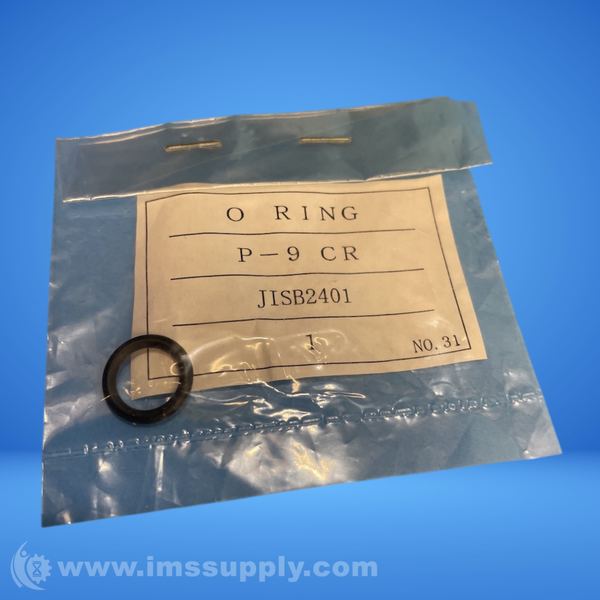 O RING
P-9 CR
JISB2401
1
NO.31
www.imssupply.com